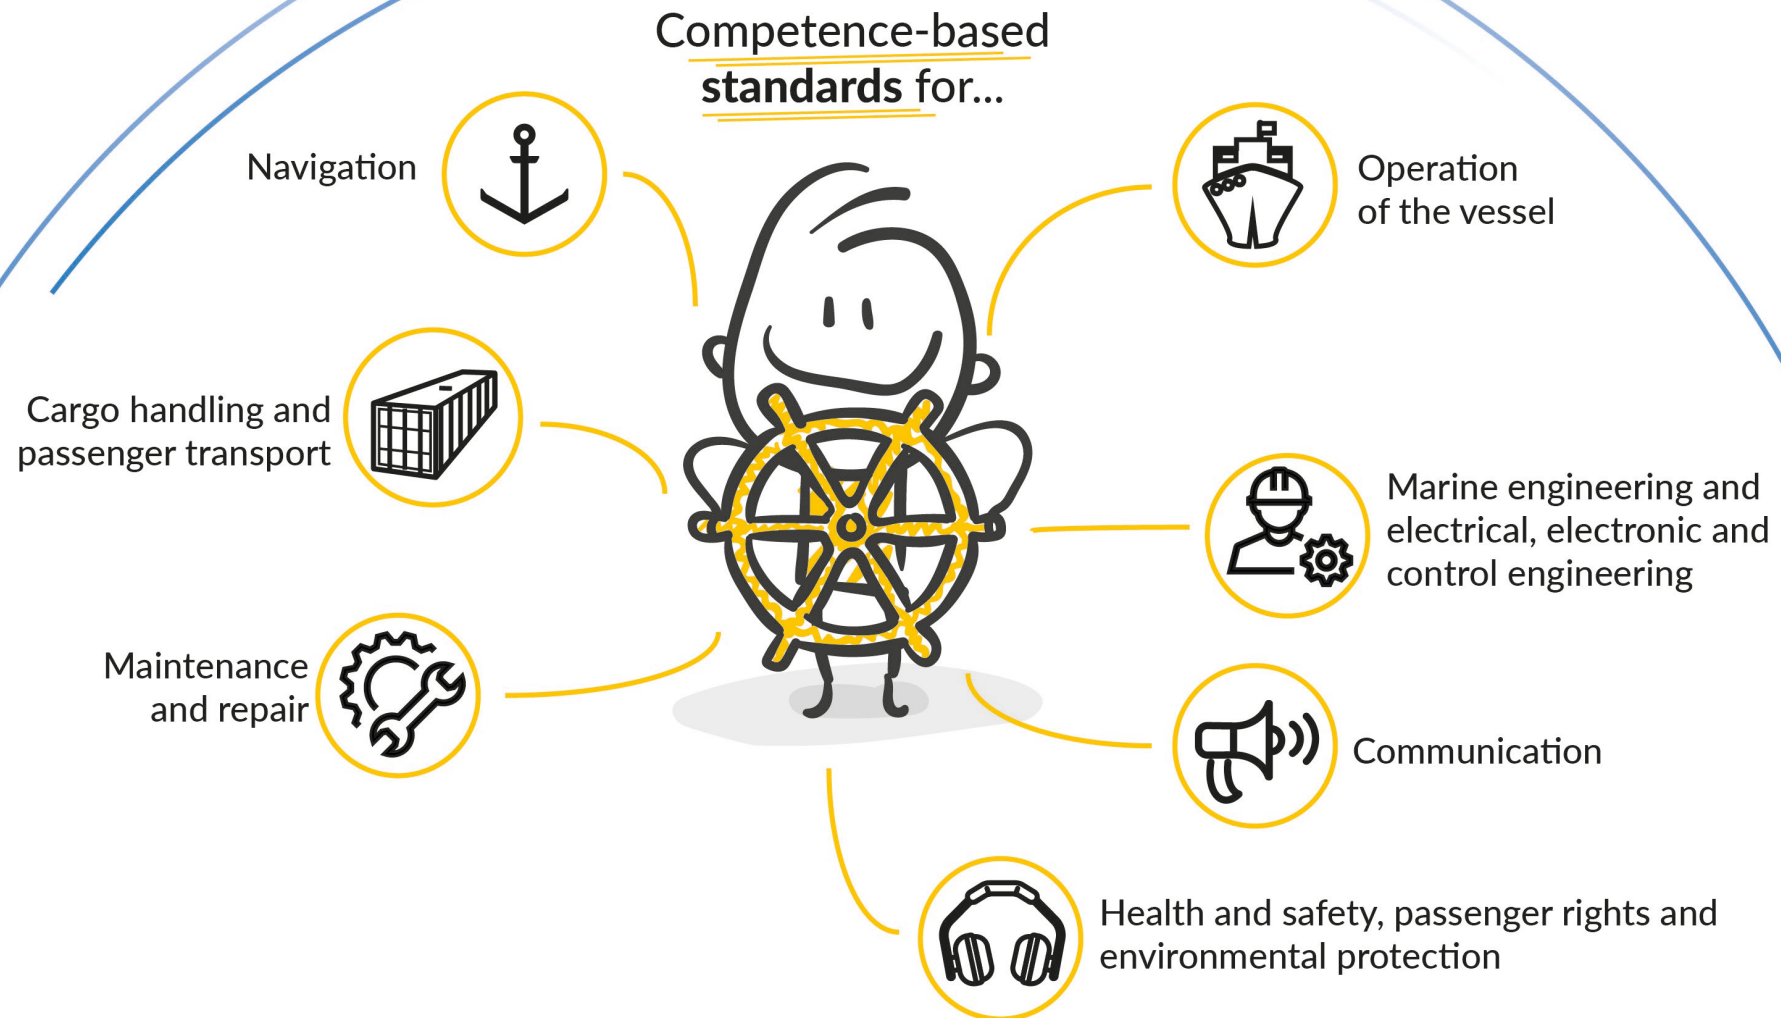 Competence-based
standards for...
Navigation
Operation
of the vessel
Cargo handling and
passenger transport
Marine engineering and
electrical, electronic and
control engineering
Maintenance
and repair
Communication
Health and safety, passenger rights and
environmental protection